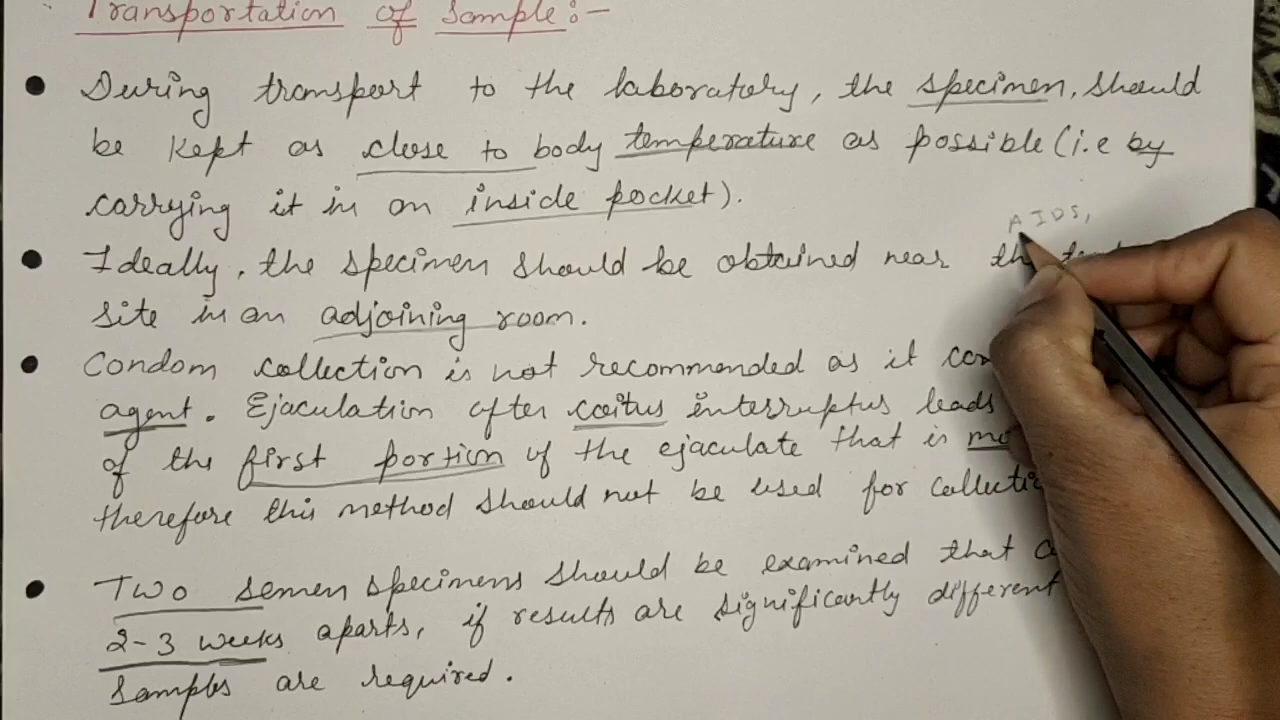 Transportation of Sample:-
• During transport to the laboratory, the specimen, should
be kept as close to body temperature as possible (i.e by
carrying it in an inside pocket).
AIDS,
• Ideally, the specimen should be obtained near
site in an adjoining room.
• Condom collection is not recommended as it
agent. Ejaculation after coitus interruptus leads
of the first portion of the ejaculate that is
therefore this method should not be used for
• Two semen specimens should be examined that
2-3 weeks aparts, if results are significantly different
samples are required.